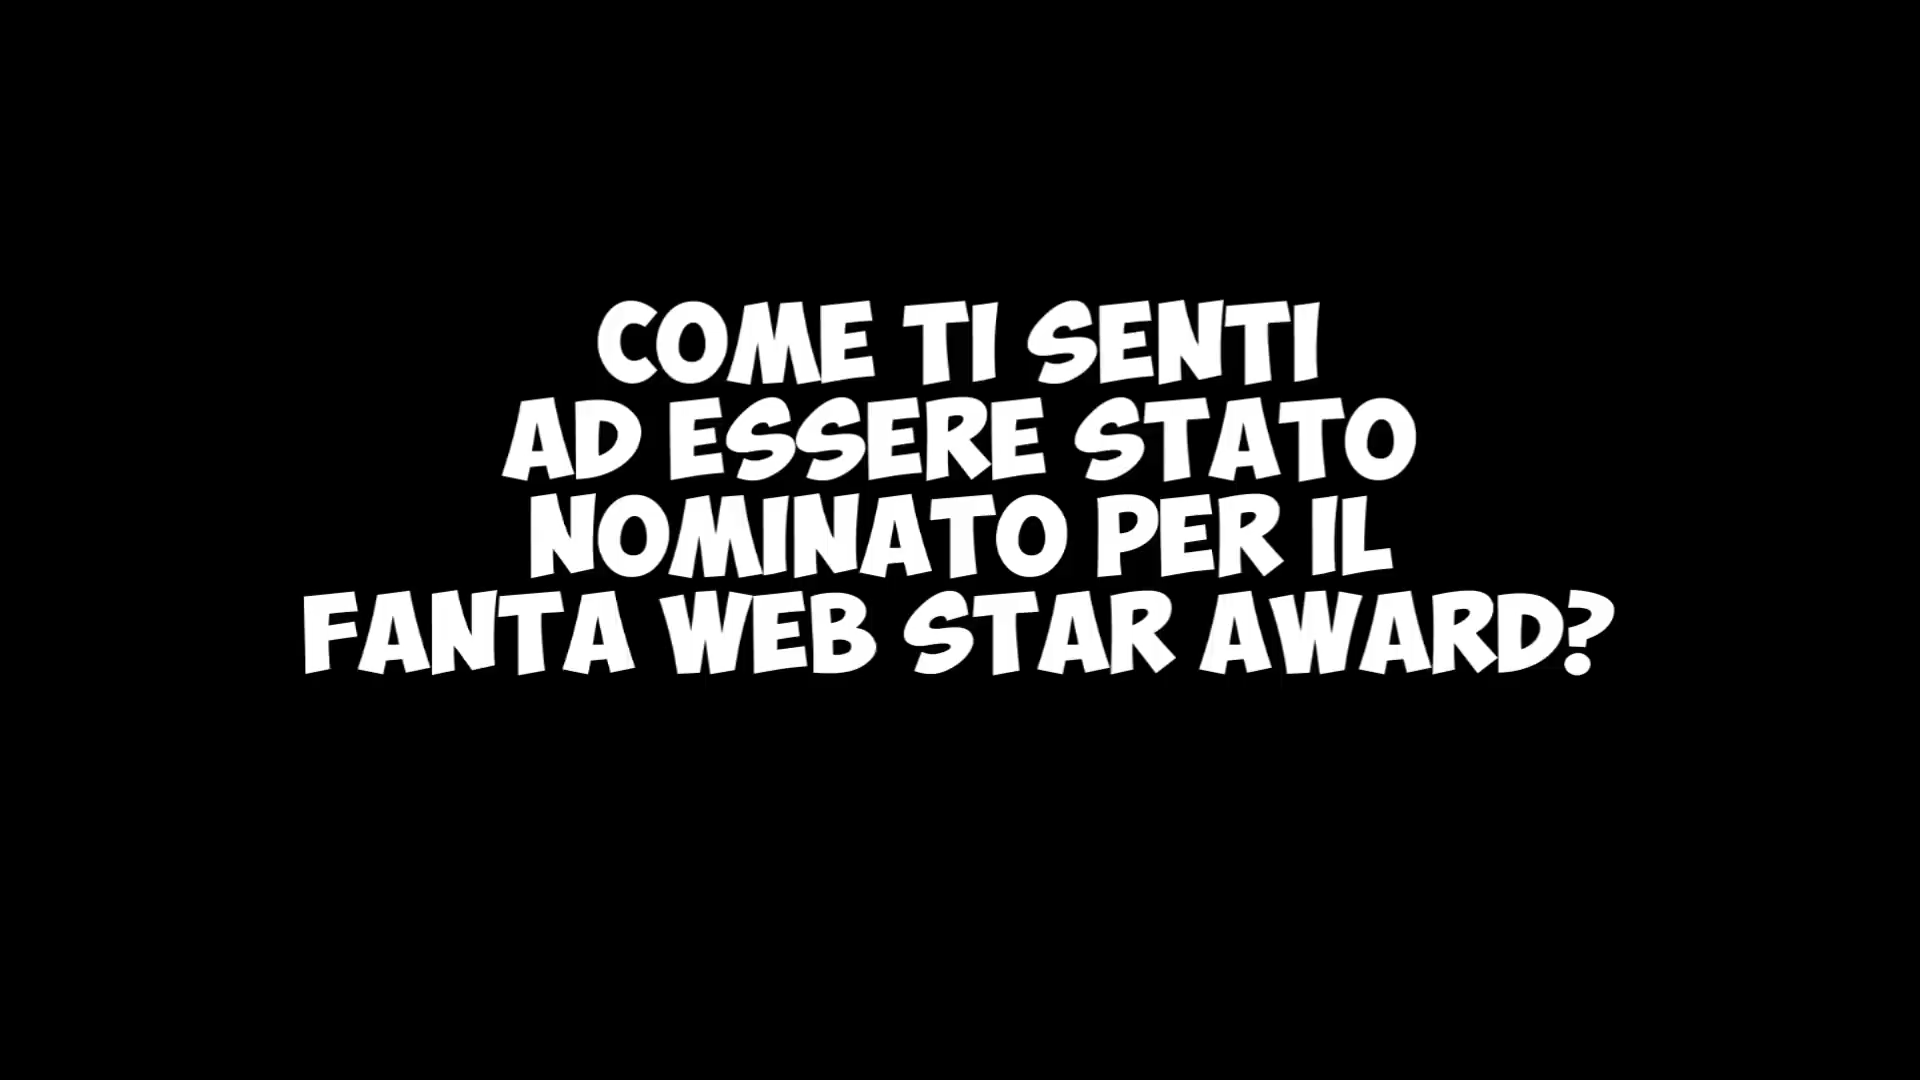 COME TI SENTI
AD ESSERE STATO
NOMINATO PER IL
FANTA WEB STAR AWARD?